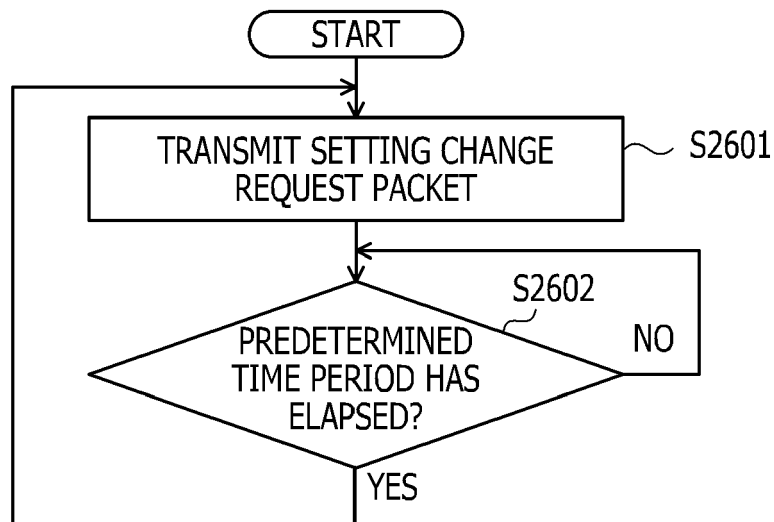 START
TRANSMIT SETTING CHANGE
REQUEST PACKET
S2601
S2602
PREDETERMINED
TIME PERIOD HAS
ELAPSED?
NO
YES